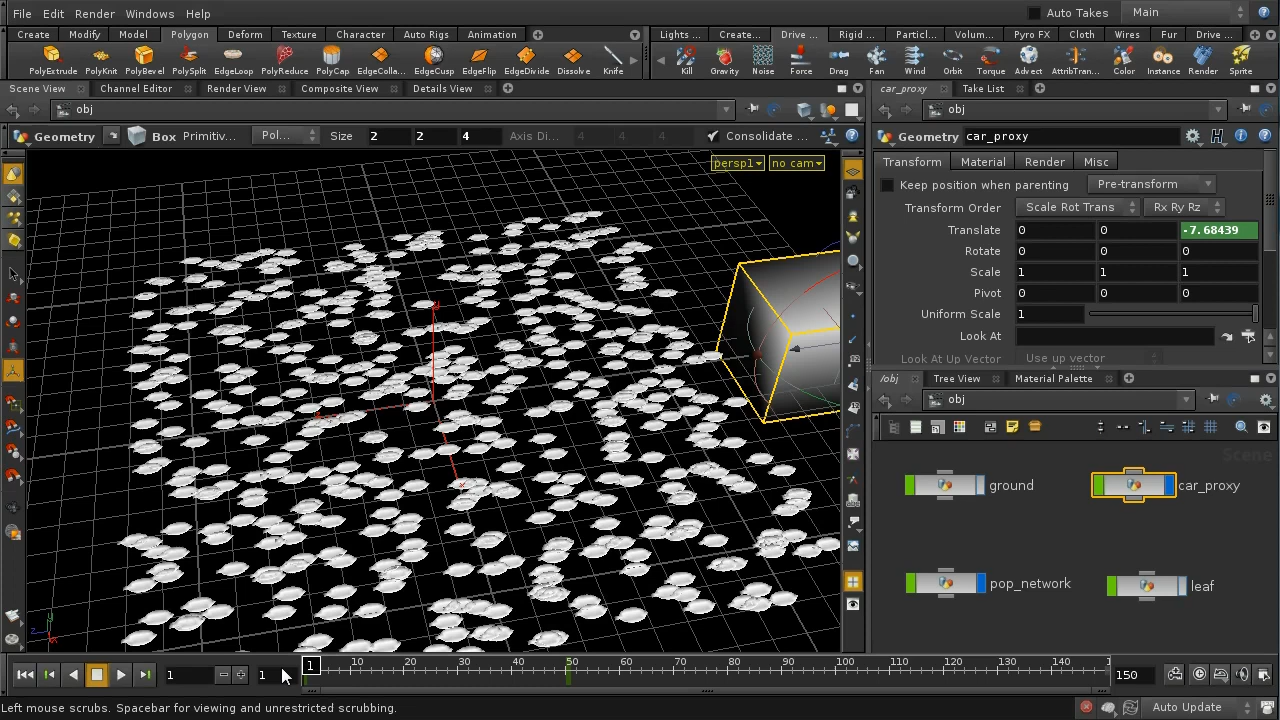 File Edit Render Windows Help Auto Takes Main
Create Modify Model Polygon Deform Texture Character Auto Rigs Animation Lights ... Create... Drive ... Rigid ... Particl... Volum... Pyro FX Cloth Wires Fur Drive ...
PolyExtrude PolyKnit PolyBevel PolySplit EdgeLoop PolyReduce PolyCap EdgeColla... EdgeCusp EdgeFlip EdgeDivide Dissolve Knife Kill Gravity Noise Force Drag Fan Wind Orbit Torque Advect AttribTran... Color Instance Render Sprite
Scene View Channel Editor Render View Composite View Details View car_proxy Take List
obj obj
Geometry Box Primitiv... Pol... Size 2 2 4 Axis Di... 4 4 4 Consolidate ... Geometry car_proxy
persp1 no cam Transform Material Render Misc
Keep position when parenting Pre-transform
Transform Order Scale Rot Trans Rx Ry Rz
Translate 0 0 -7.68439
Rotate 0 0 0
Scale 1 1 1
Pivot 0 0 0
Uniform Scale 1
Look At
Look At Up Vector Use up vector
/obj Tree View Material Palette
obj
Scene
ground car_proxy
pop_network leaf
1 1 1 10 20 30 40 50 60 70 80 90 100 110 120 130 140 150
Left mouse scrubs. Spacebar for viewing and unrestricted scrubbing. Auto Update